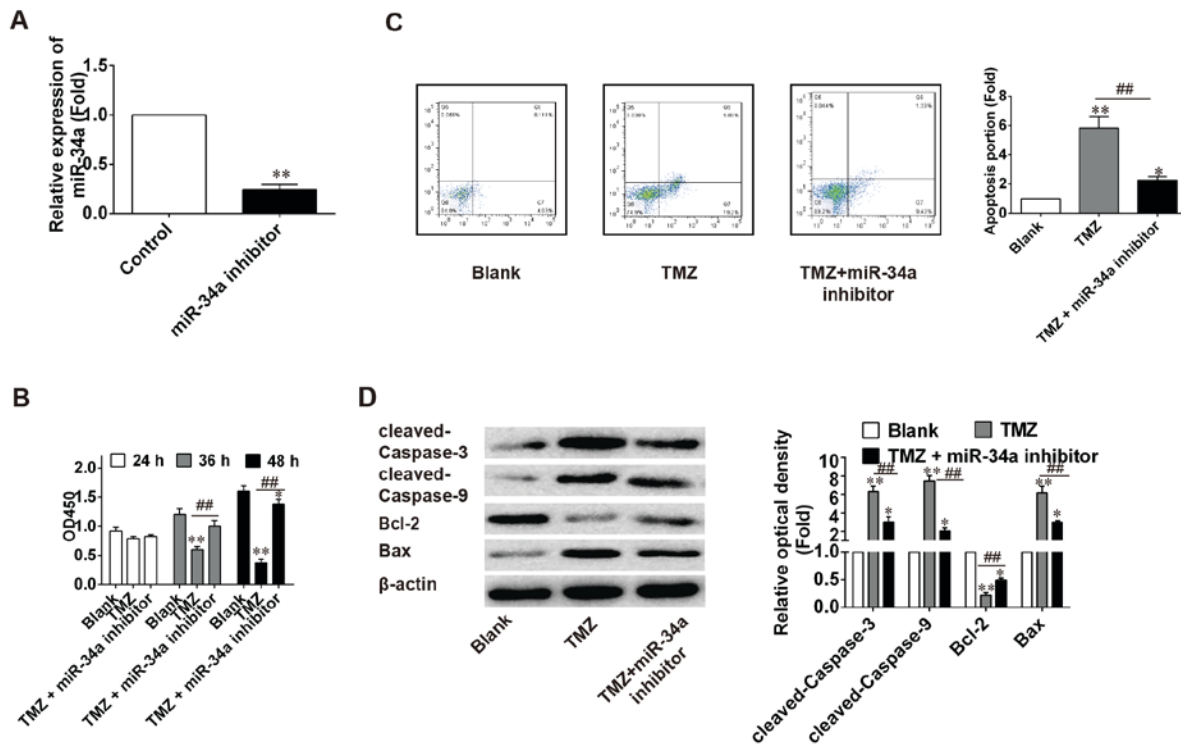 A
Relative expression of
miR-34a (Fold)
1.5
1.0
0.5
0.0
**
Control
miR-34a inhibitor
C
Blank
TMZ
TMZ+miR-34a
inhibitor
Apoptosis portion (Fold)
10
8
6
4
2
0
##
**
*
Blank
TMZ
TMZ + miR-34a inhibitor
B
24 h
36 h
48 h
OD450
2.0
1.5
1.0
0.5
0.0
**
##
**
##
*
Blank
TMZ
TMZ + miR-34a inhibitor
Blank
TMZ
TMZ + miR-34a inhibitor
Blank
TMZ
TMZ + miR-34a inhibitor
D
cleaved-
Caspase-3
cleaved-
Caspase-9
Bcl-2
Bax
β-actin
Blank
TMZ
TMZ+miR-34a
inhibitor
Blank
TMZ
TMZ + miR-34a inhibitor
Relative optical density
(Fold)
10
8
6
4
2
1.0
0.5
0.0
**
##
*
**
##
*
**
##
*
**
##
*
cleaved-Caspase-3
cleaved-Caspase-9
Bcl-2
Bax